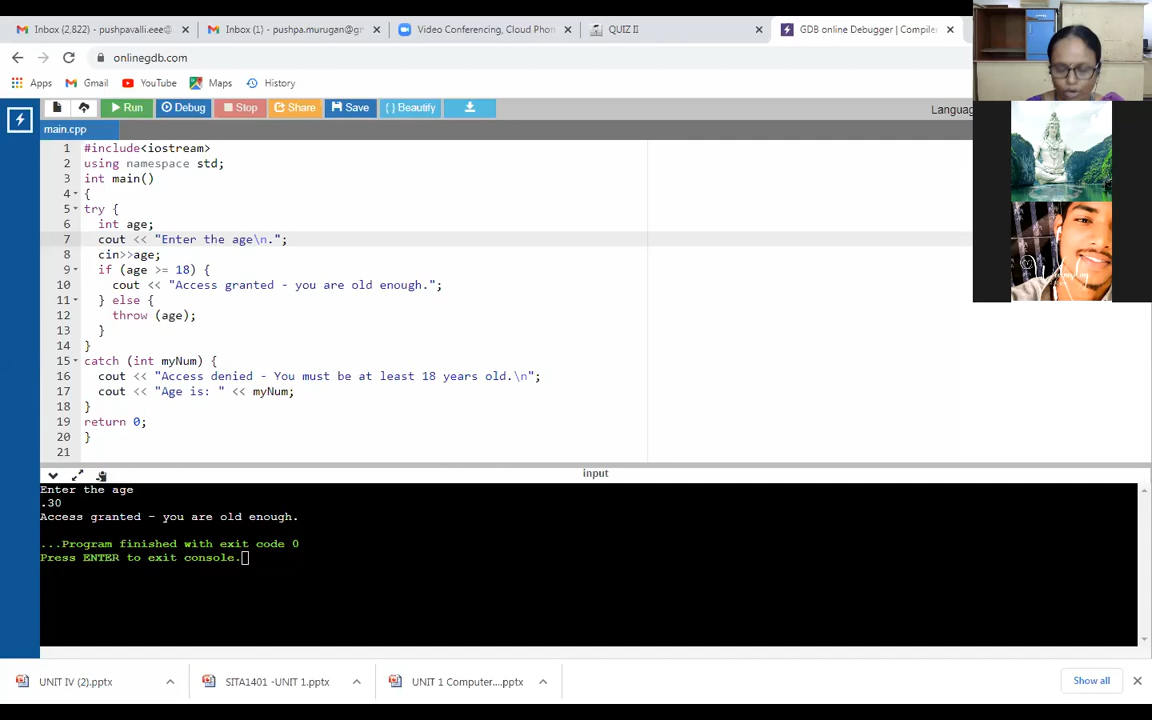 Inbox (2,822) - pushpavalli.eee@
Inbox (1) - pushpa.murugan@gm
Video Conferencing, Cloud Phon
QUIZ II
GDB online Debugger | Compiler
onlinegdb.com
Apps Gmail YouTube Maps History
Run Debug Stop Share Save { } Beautify
Languag
main.cpp
1 #include<iostream>
2 using namespace std;
3 int main()
4 {
5 try {
6 int age;
7 cout << "Enter the age\n.";
8 cin>>age;
9 if (age >= 18) {
10 cout << "Access granted - you are old enough.";
11 } else {
12 throw (age);
13 }
14 }
15 catch (int myNum) {
16 cout << "Access denied - You must be at least 18 years old.\n";
17 cout << "Age is: " << myNum;
18 }
19 return 0;
20 }
21
input
Enter the age
.30
Access granted - you are old enough.
...Program finished with exit code 0
Press ENTER to exit console.
UNIT IV (2).pptx
SITA1401 -UNIT 1.pptx
UNIT 1 Computer....pptx
Show all